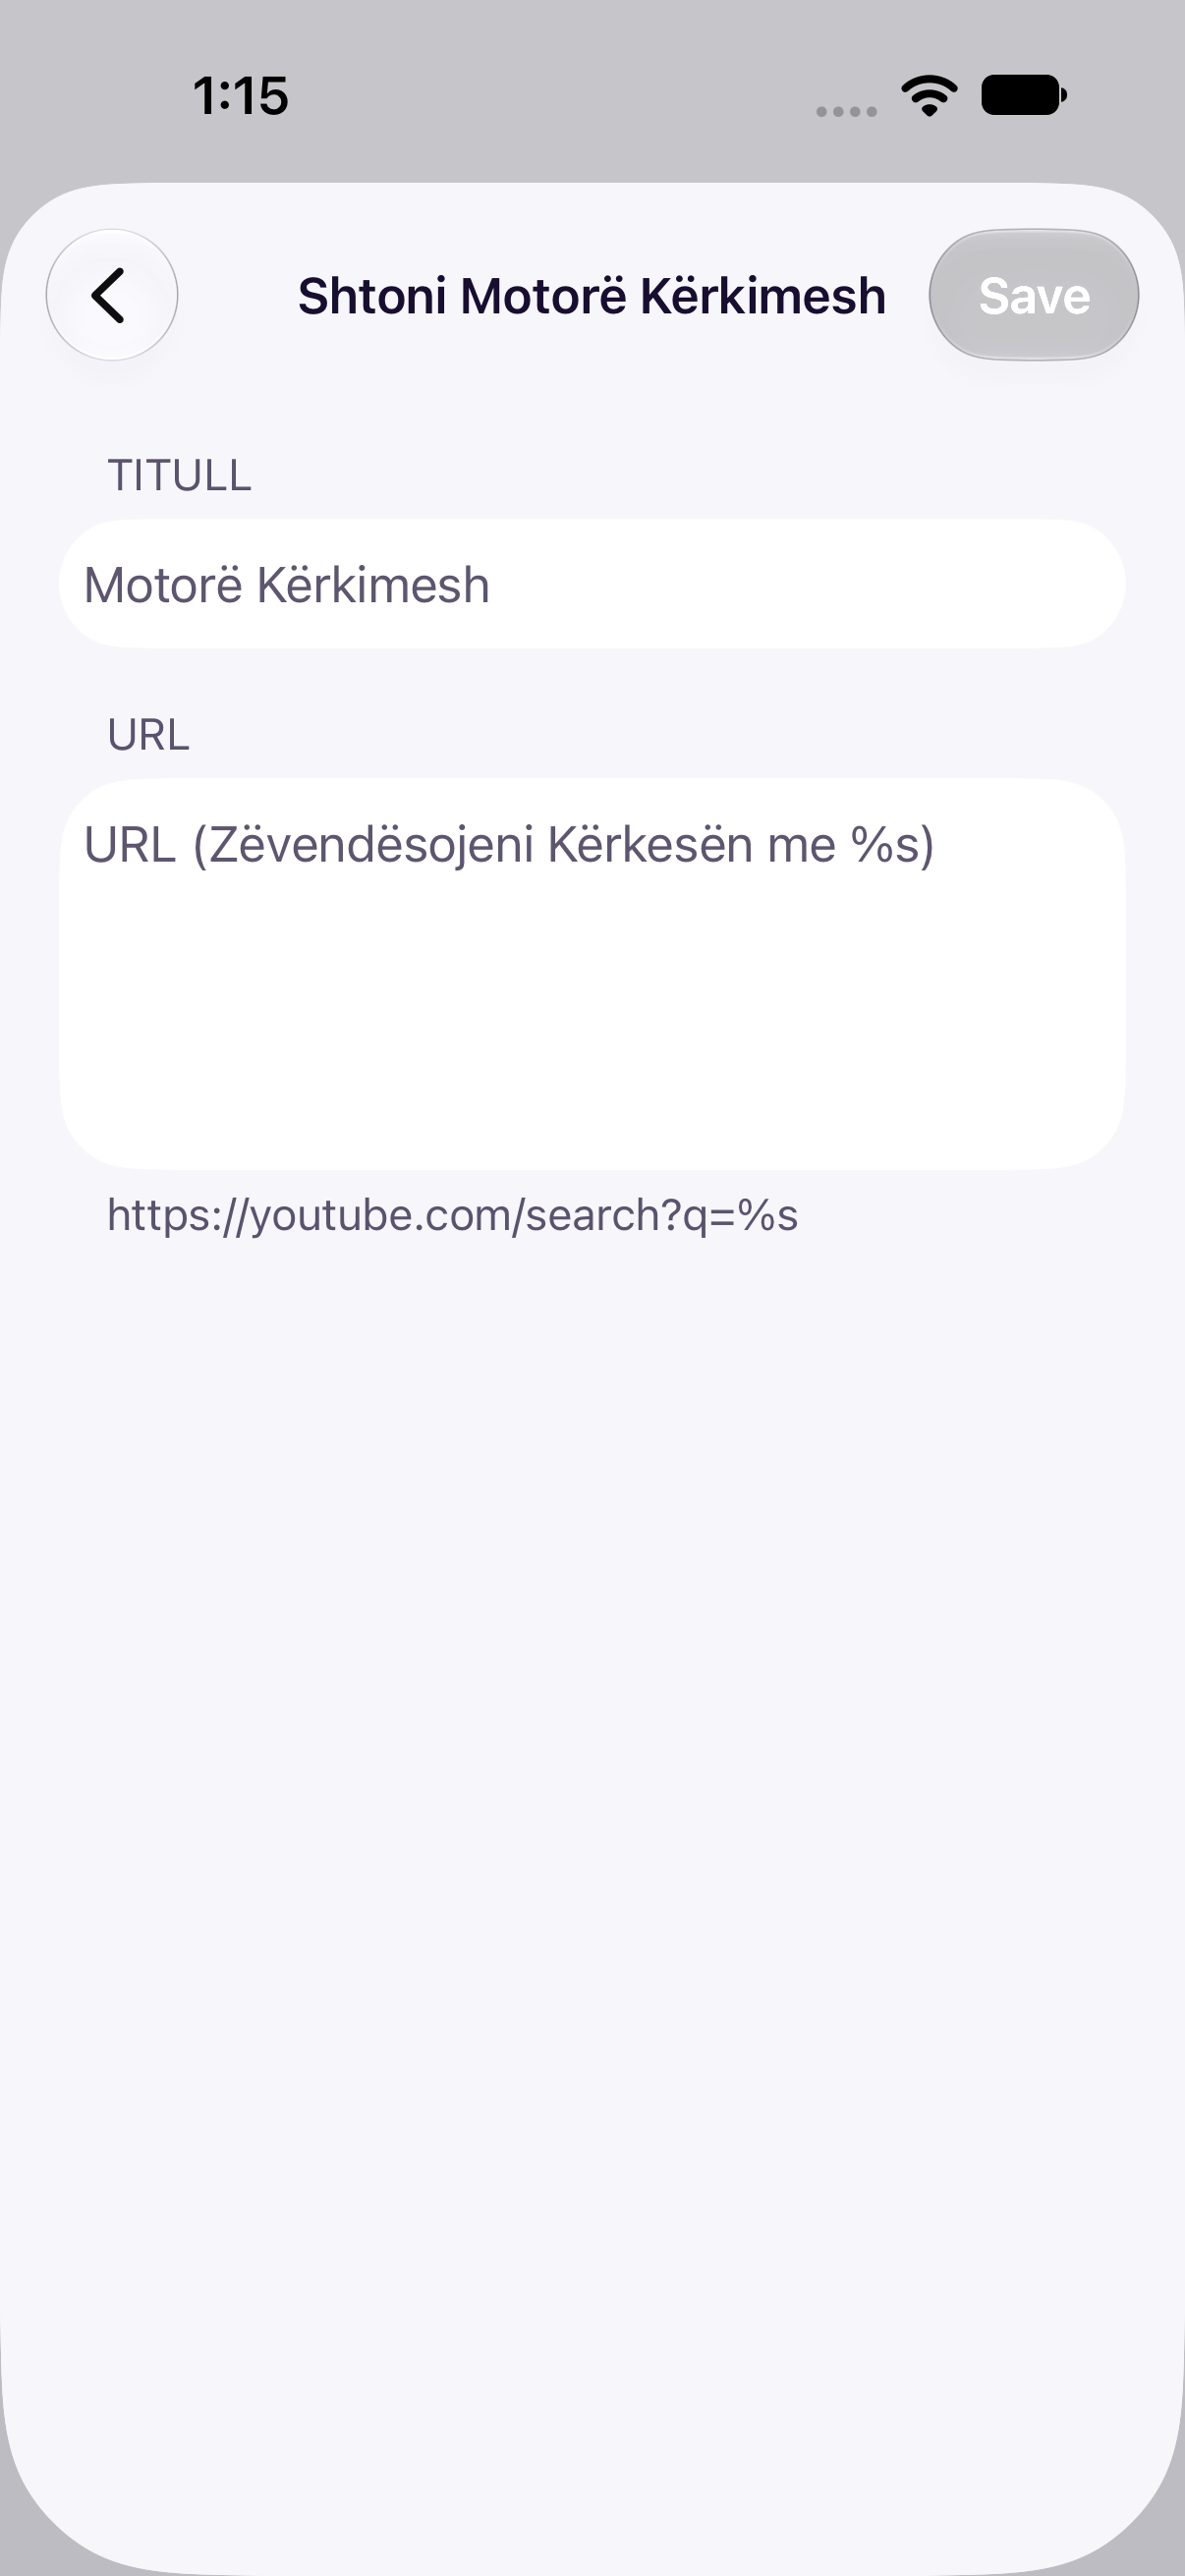 1:15
Shtoni Motorë Kërkimesh
Save
TITULL
Motorë Kërkimesh
URL
URL (Zëvendësojeni Kërkesën me %s)
https://youtube.com/search?q=%s